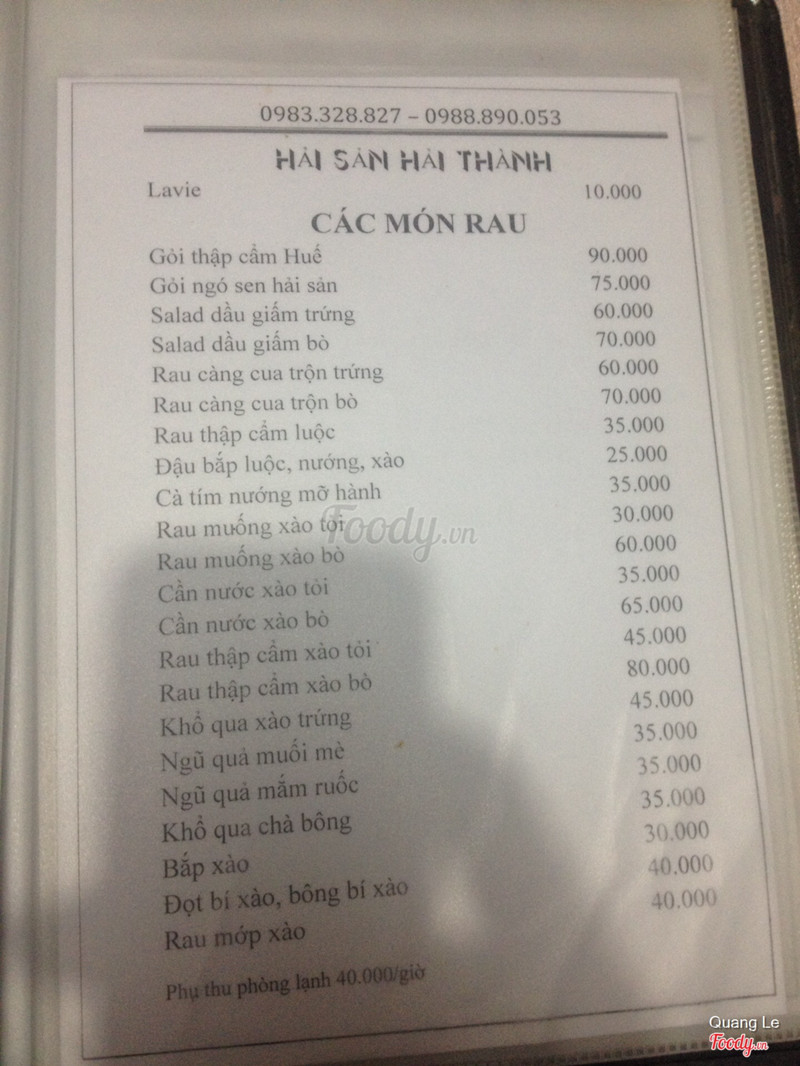 0983.328.827 – 0988.890.053
HẢI SẢN HẢI THÀNH
Lavie 10.000
CÁC MÓN RAU
Gỏi thập cẩm Huế 90.000
Gỏi ngó sen hải sản 75.000
Salad dầu giấm trứng 60.000
Salad dầu giấm bò 70.000
Rau càng cua trộn trứng 60.000
Rau càng cua trộn bò 70.000
Rau thập cẩm luộc 35.000
Đậu bắp luộc, nướng, xào 25.000
Cà tím nướng mỡ hành 35.000
Rau muống xào tỏi 30.000
Rau muống xào bò 60.000
Cần nước xào tỏi 35.000
Cần nước xào bò 65.000
Rau thập cẩm xào tỏi 45.000
Rau thập cẩm xào bò 80.000
Khổ qua xào trứng 45.000
Ngũ quả muối mè 35.000
Ngũ quả mắm ruốc 35.000
Khổ qua chà bông 35.000
Bắp xào 30.000
Đọt bí xào, bông bí xào 40.000
Rau mớp xào 40.000
Phụ thu phòng lạnh 40.000/giờ
Foody.vn
Quang Le
Foody.vn